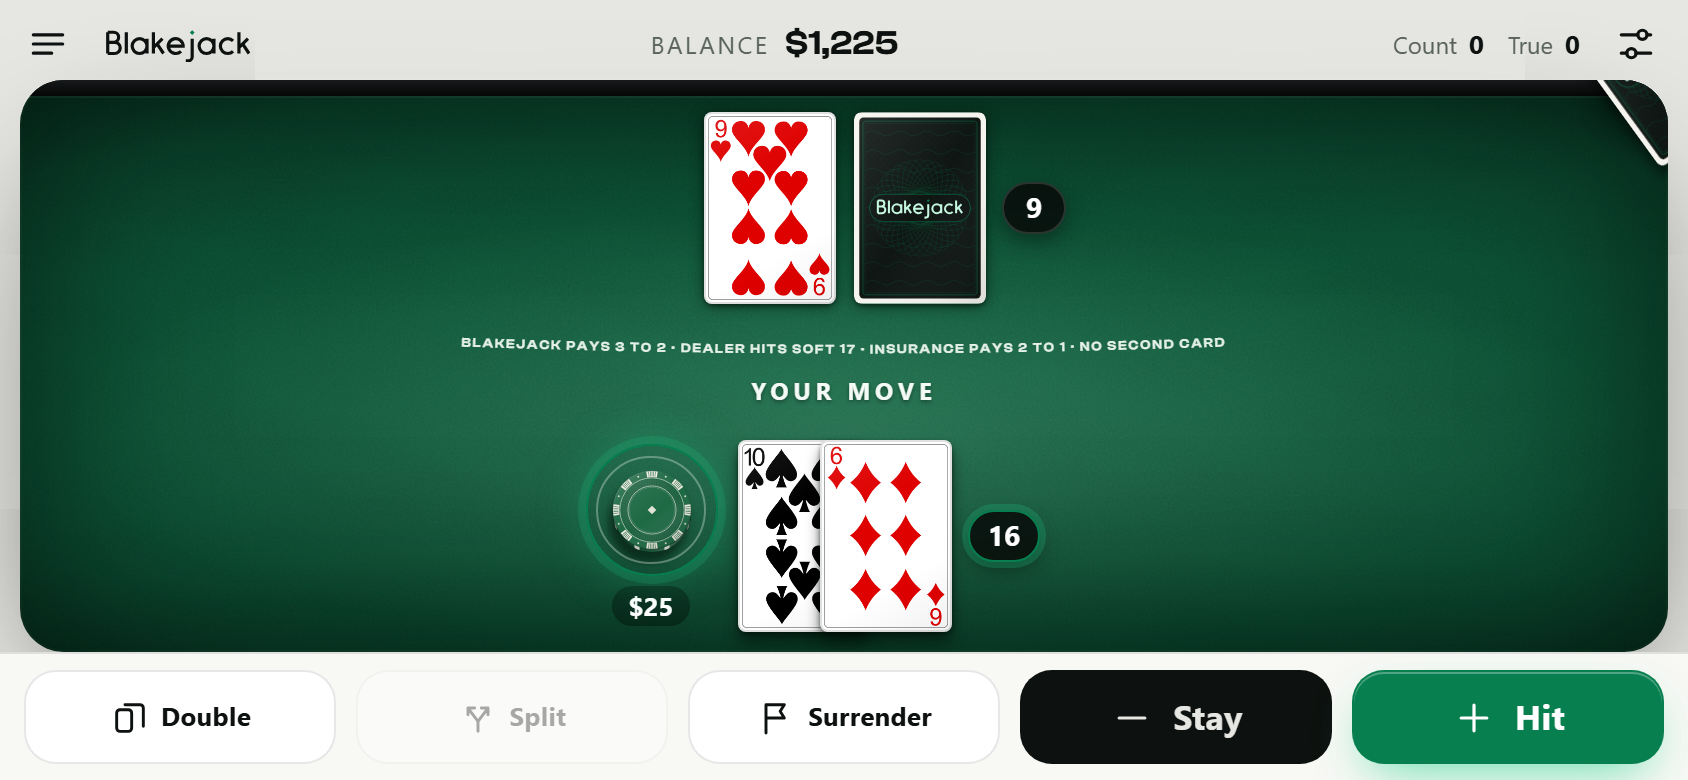 Blakejack
BALANCE $1,225
Count 0 True 0
9
Blakejack
9
9
BLAKEJACK PAYS 3 TO 2 · DEALER HITS SOFT 17 · INSURANCE PAYS 2 TO 1 · NO SECOND CARD
YOUR MOVE
10
6
16
6
$25
Double
Split
Surrender
Stay
Hit